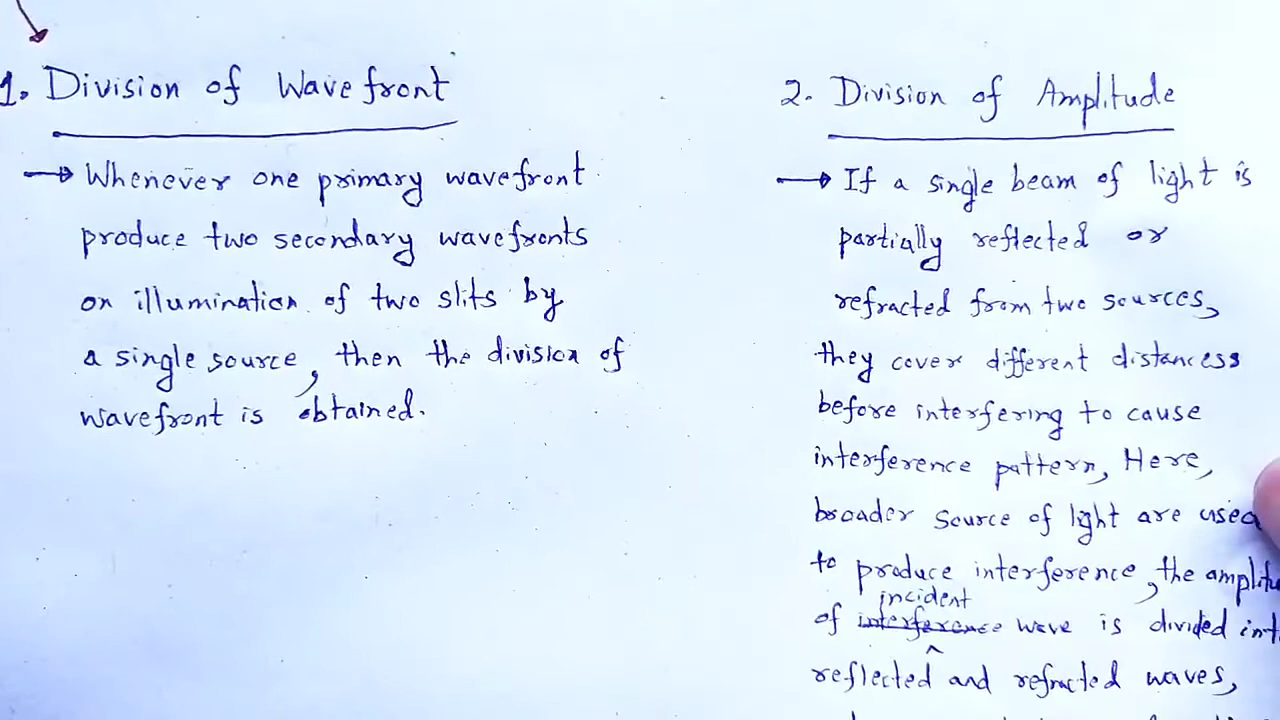 1. Division of Wavefront
→ Whenever one primary wavefront
produce two secondary wavefronts
on illumination of two slits by
a single source, then the division of
wavefront is obtained.
2. Division of Amplitude
→ If a single beam of light is
partially reflected or
refracted from two sources,
they cover different distancess
before interfering to cause
interference pattern, Here,
broader source of light are used
to produce interference, the amplitu
incident
of interference wave is divided int
reflected and refracted waves,